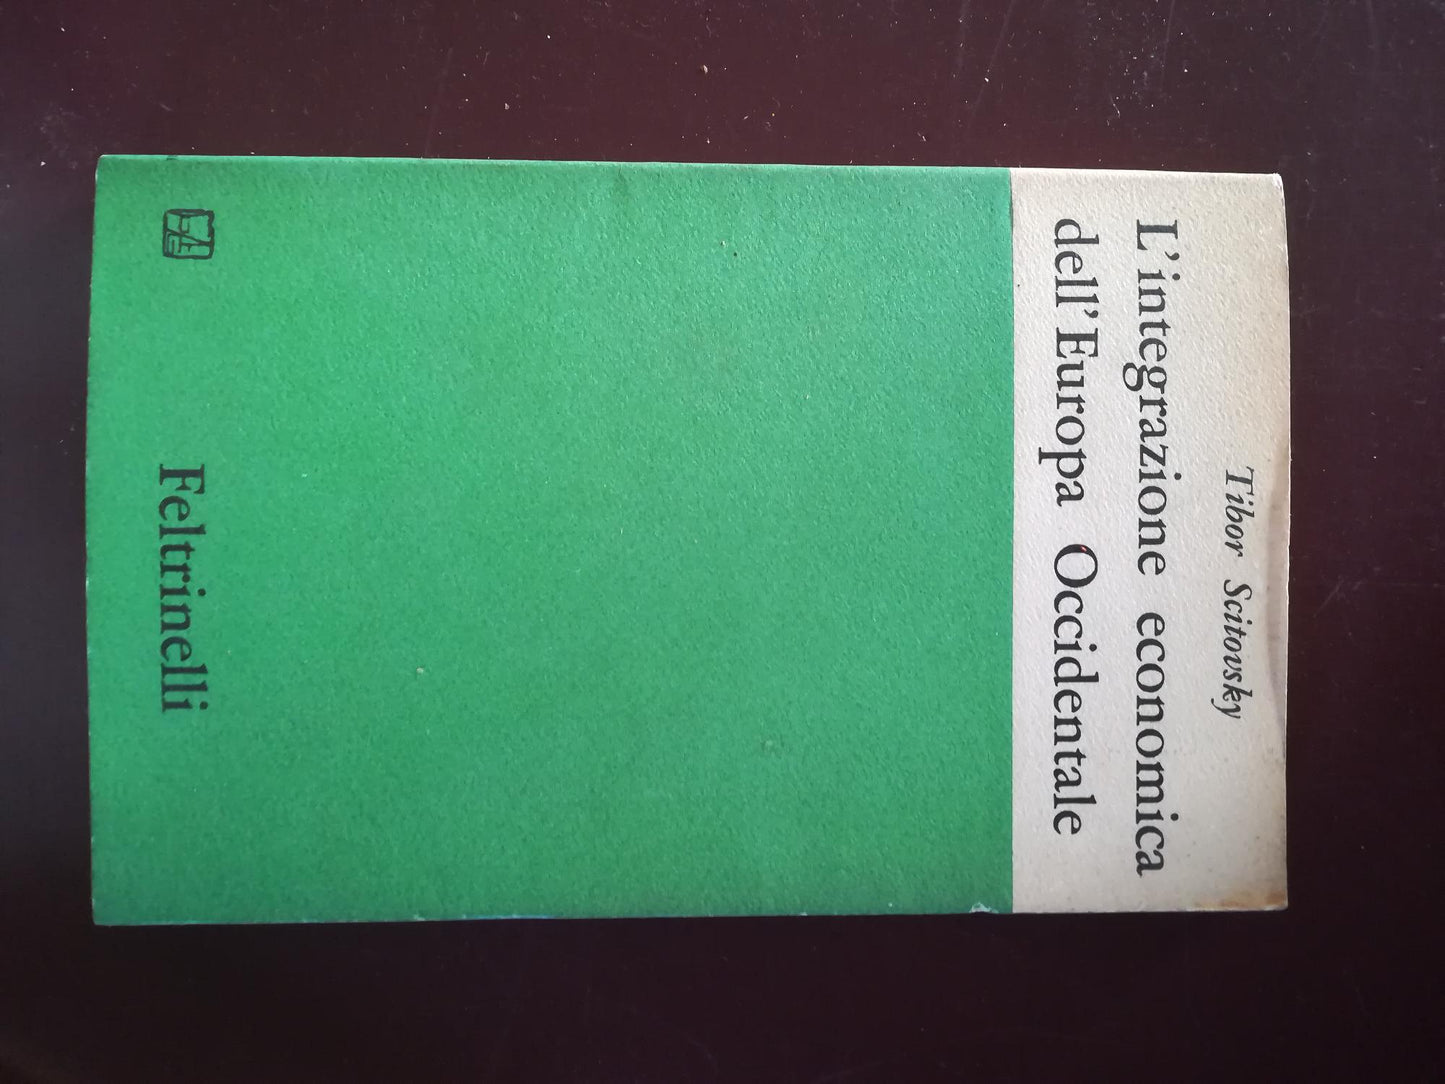 Tibor Scitovsky
L'integrazione economica
dell'Europa Occidentale
Feltrinelli